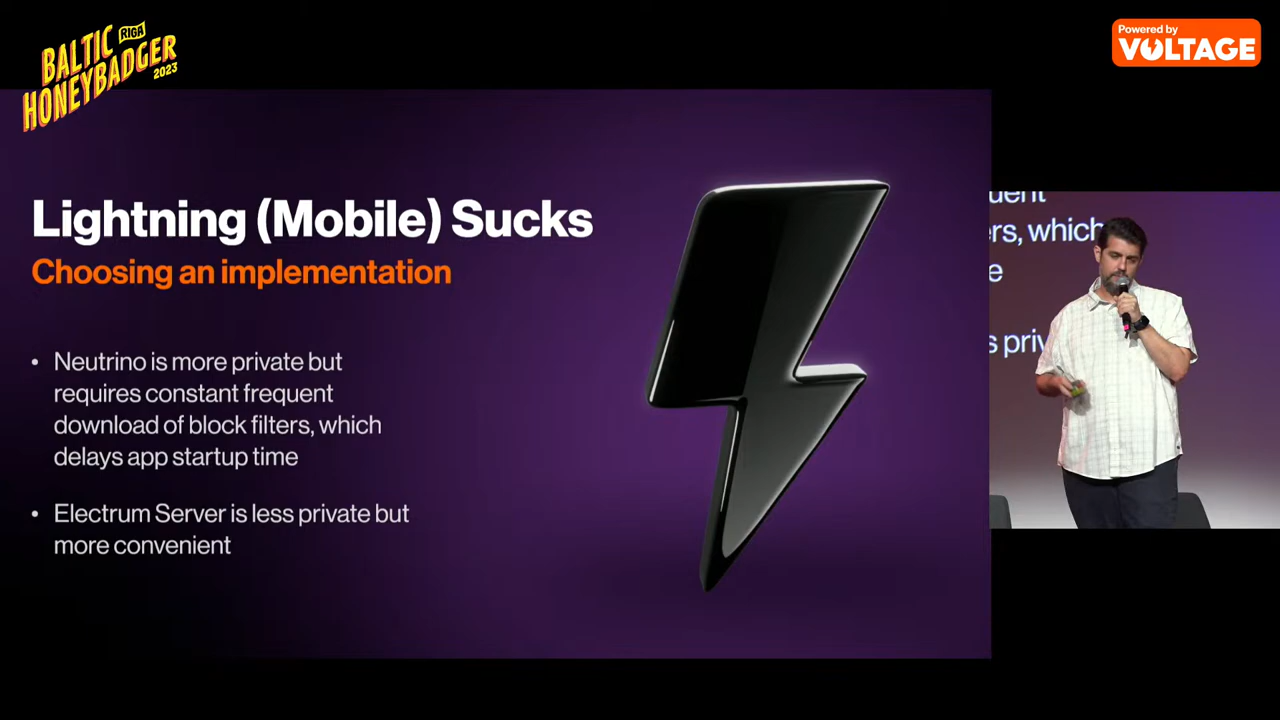 BALTIC
RIGA
HONEYBADGER
2023
Powered by
VOLTAGE
Lightning (Mobile) Sucks
Choosing an implementation
• Neutrino is more private but
requires constant frequent
download of block filters, which
delays app startup time
• Electrum Server is less private but
more convenient
quent
ers, which
e
s priv